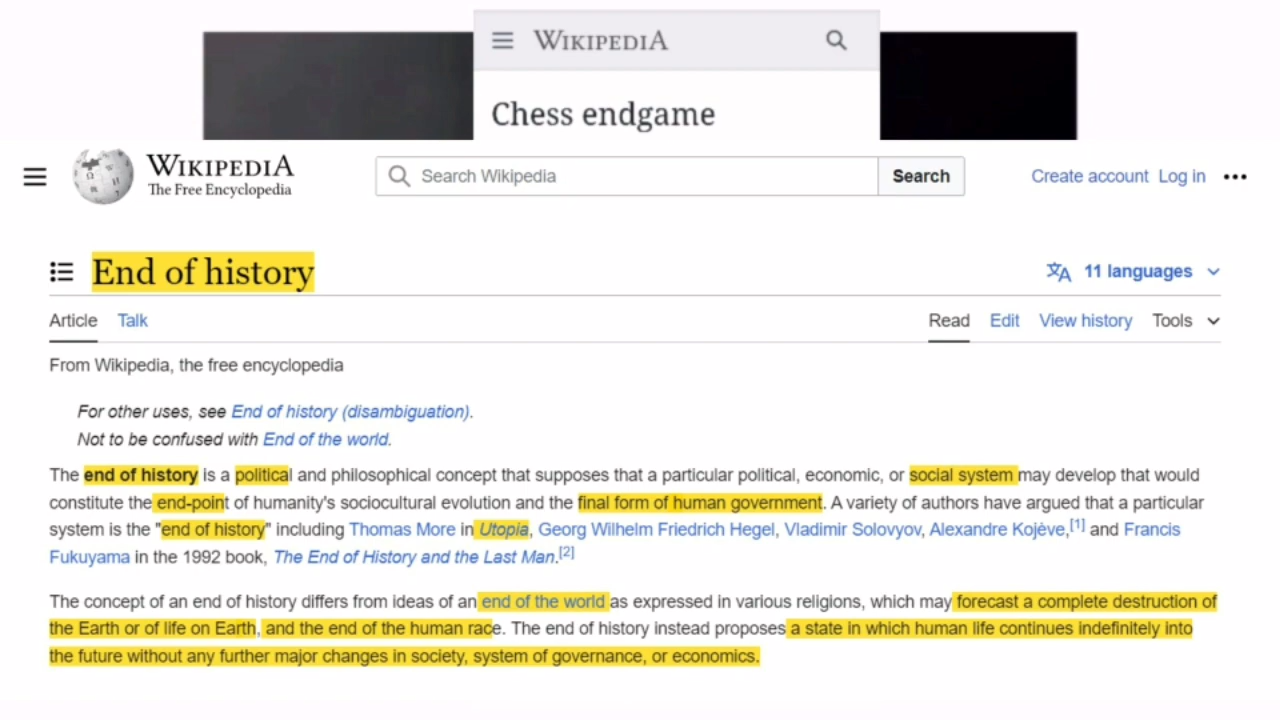 WIKIPEDIA
Chess endgame
WIKIPEDIA
The Free Encyclopedia
Search Wikipedia
Search
Create account Log in
End of history
11 languages
Article Talk
Read Edit View history Tools
From Wikipedia, the free encyclopedia
For other uses, see End of history (disambiguation).
Not to be confused with End of the world.
The end of history is a political and philosophical concept that supposes that a particular political, economic, or social system may develop that would
constitute the end-point of humanity's sociocultural evolution and the final form of human government. A variety of authors have argued that a particular
system is the "end of history" including Thomas More in Utopia, Georg Wilhelm Friedrich Hegel, Vladimir Solovyov, Alexandre Kojève,[1] and Francis
Fukuyama in the 1992 book, The End of History and the Last Man.[2]
The concept of an end of history differs from ideas of an end of the world as expressed in various religions, which may forecast a complete destruction of
the Earth or of life on Earth, and the end of the human race. The end of history instead proposes a state in which human life continues indefinitely into
the future without any further major changes in society, system of governance, or economics.